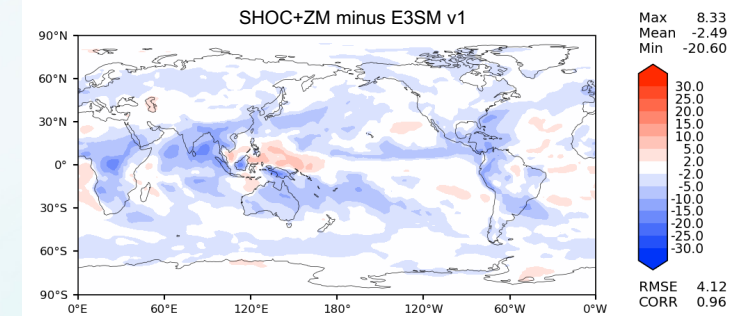 SHOC+ZM minus E3SM v1
Max 8.33
Mean -2.49
Min -20.60
90°N
60°N
30°N
0°
30°S
60°S
90°S
0°E 60°E 120°E 180° 120°W 60°W 0°W
30.0
25.0
20.0
15.0
10.0
5.0
2.0
-2.0
-5.0
-10.0
-15.0
-20.0
-25.0
-30.0
RMSE 4.12
CORR 0.96